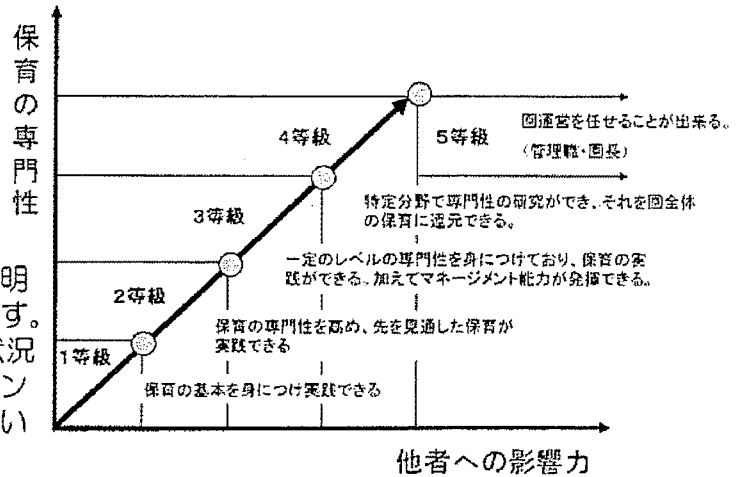 保育の専門性
5等級
園運営を任せることが出来る。
(管理職・園長)
4等級
特定分野で専門性の研究ができ、それを園全体
の保育に還元できる。
3等級
一定のレベルの専門性を身につけており、保育の実
践ができる。加えてマネージメント能力が発揮できる。
2等級
保育の専門性を高め、先を見通した保育が
実践できる
1等級
保育の基本を身につけ実践できる
他者への影響力
明
す。
況
ン
い